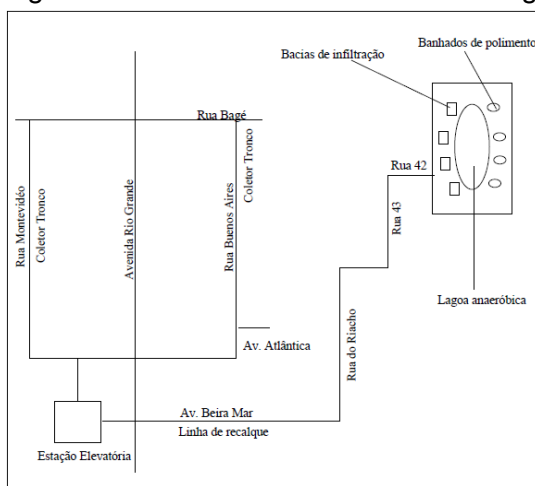 Banhados de polimento
Bacias de infiltração
Rua Bagé
Rua 42
Rua Montevidéo
Coletor Tronco
Avenida Rio Grande
Rua Buenos Aires
Coletor Tronco
Rua 43
Lagoa anaeróbica
Av. Atlântica
Rua do Riacho
Av. Beira Mar
Linha de recalque
Estação Elevatória